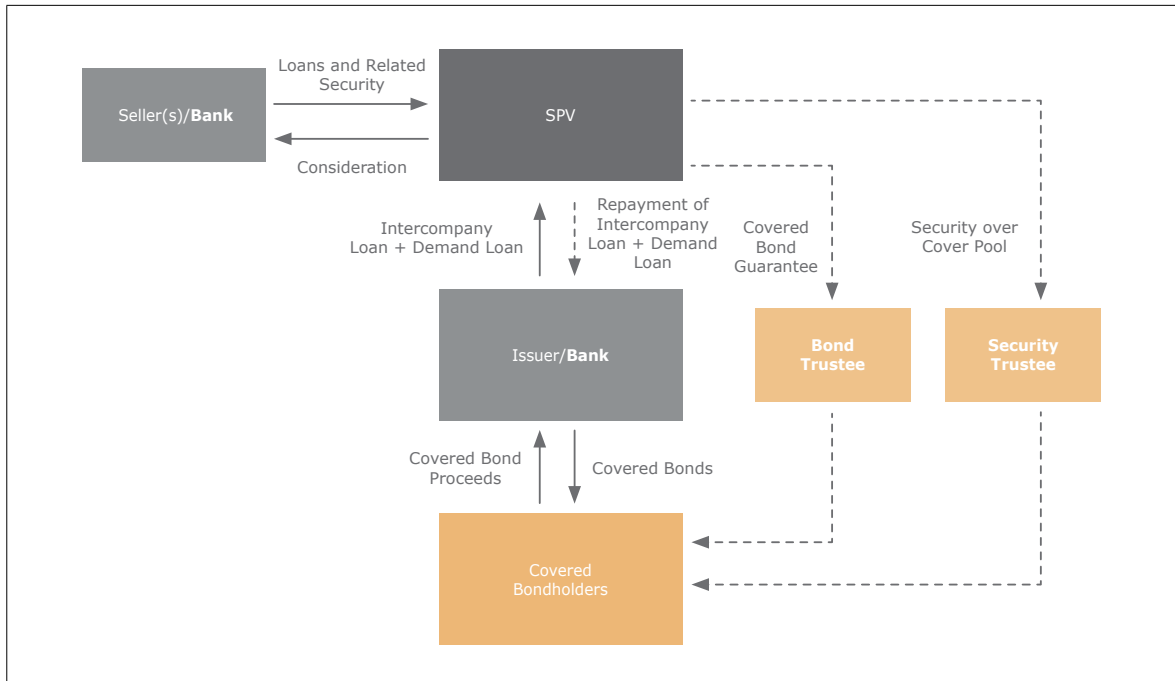 Loans and Related
Security
Seller(s)/Bank
SPV
Consideration
Intercompany
Loan + Demand Loan
Repayment of
Intercompany
Loan + Demand
Loan
Covered
Bond
Guarantee
Security over
Cover Pool
Issuer/Bank
Bond
Trustee
Security
Trustee
Covered Bond
Proceeds
Covered Bonds
Covered
Bondholders